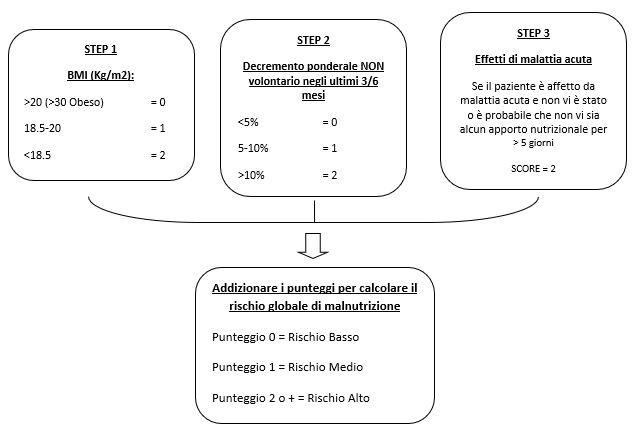 STEP 1
BMI (Kg/m2):
>20 (>30 Obeso) = 0
18.5-20 = 1
<18.5 = 2
STEP 2
Decremento ponderale NON
volontario negli ultimi 3/6
mesi
<5% = 0
5-10% = 1
>10% = 2
STEP 3
Effetti di malattia acuta
Se il paziente è affetto da
malattia acuta e non vi è stato
o è probabile che non vi sia
alcun apporto nutrizionale per
> 5 giorni
SCORE = 2
Addizionare i punteggi per calcolare il
rischio globale di malnutrizione
Punteggio 0 = Rischio Basso
Punteggio 1 = Rischio Medio
Punteggio 2 o + = Rischio Alto